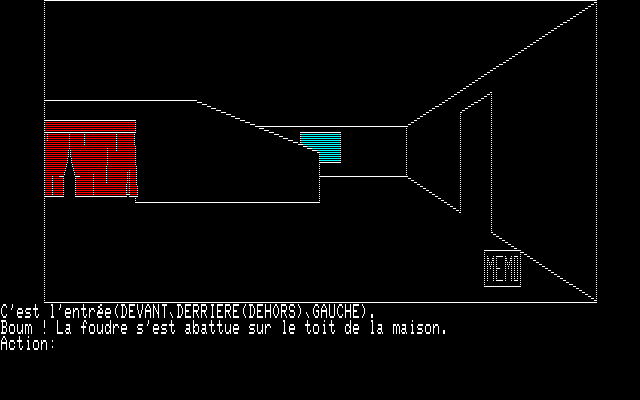 MEMO
C'est l'entrée(DEVANT,DERRIERE(DEHORS),GAUCHE).
Boum ! La foudre s'est abattue sur le toit de la maison.
Action: